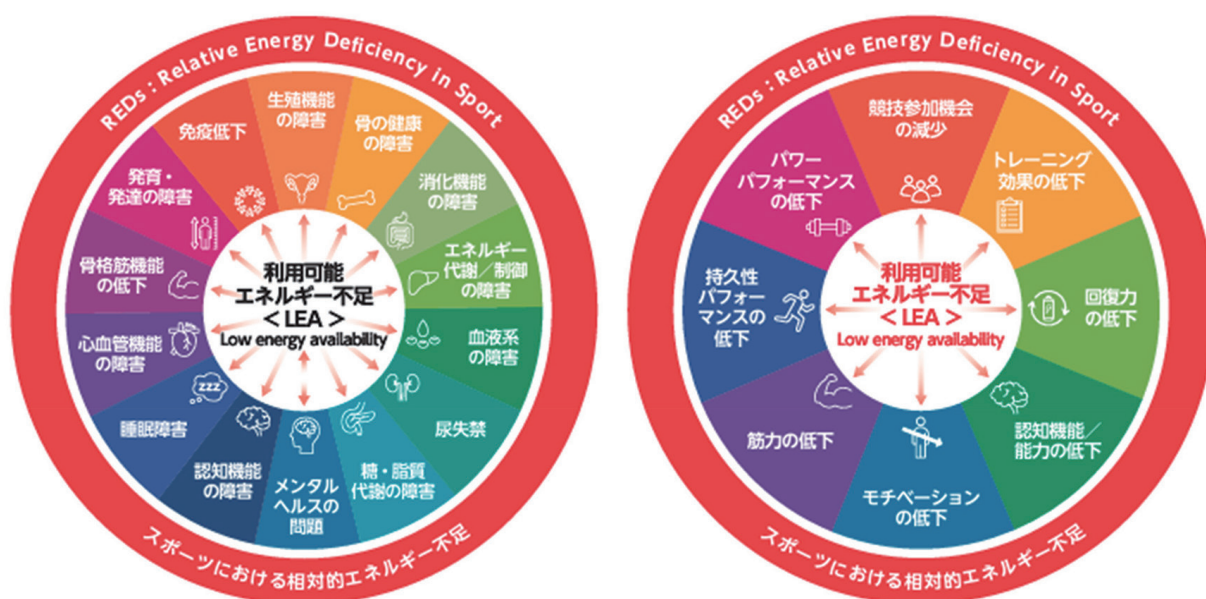 REDs : Relative Energy Deficiency in Sport
生殖機能
の障害
骨の健康
の障害
消化機能
の障害
エネルギー
代謝／制御
の障害
血液系
の障害
尿失禁
糖・脂質
代謝の障害
メンタル
ヘルスの
問題
認知機能
の障害
睡眠障害
zzz
心血管機能
の障害
骨格筋機能
の低下
発育・
発達の障害
免疫低下
利用可能
エネルギー不足
＜LEA＞
Low energy availability
スポーツにおける相対的エネルギー不足
REDs : Relative Energy Deficiency in Sport
競技参加機会
の減少
トレーニング
効果の低下
回復力
の低下
認知機能／
能力の低下
モチベーション
の低下
筋力の低下
持久性
パフォー
マンスの
低下
パワー
パフォーマンス
の低下
利用可能
エネルギー不足
＜LEA＞
Low energy availability
スポーツにおける相対的エネルギー不足